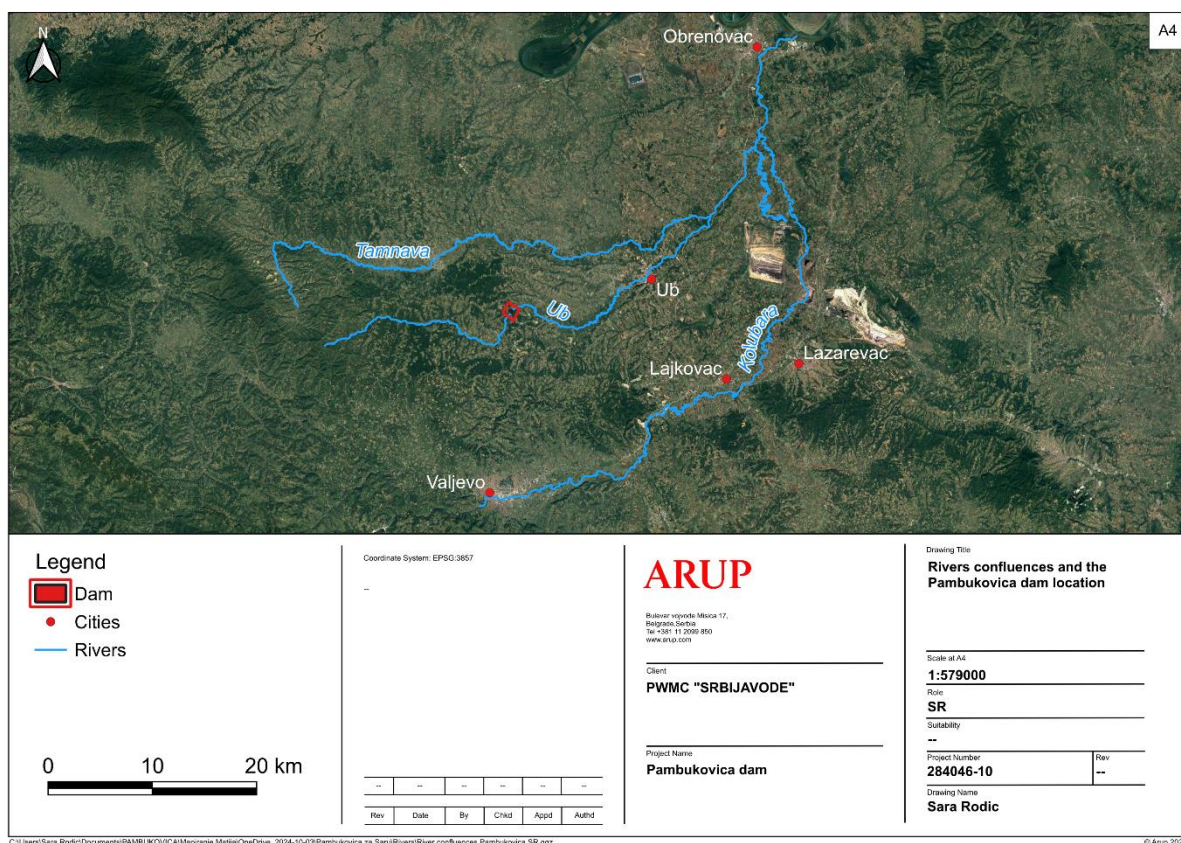 N
A4
Obrenovac
Tamnava
Ub
Ub
Kolubara
Lazarevac
Lajkovac
Valjevo
Legend
Dam
Cities
Rivers
0 10 20 km
Coordinate System: EPSG:3857
--
-- -- -- -- -- --
Rev Date By Chkd Appd Authd
ARUP
Bulevar vojvode Misica 17,
Belgrade,Serbia
Tel +381 11 2099 850
www.arup.com
Client
PWMC "SRBIJAVODE"
Project Name
Pambukovica dam
Drawing Title
Rivers confluences and the
Pambukovica dam location
Scale at A4
1:579000
Role
SR
Suitability
--
Project Number Rev
284046-10 --
Drawing Name
Sara Rodic
© Arup